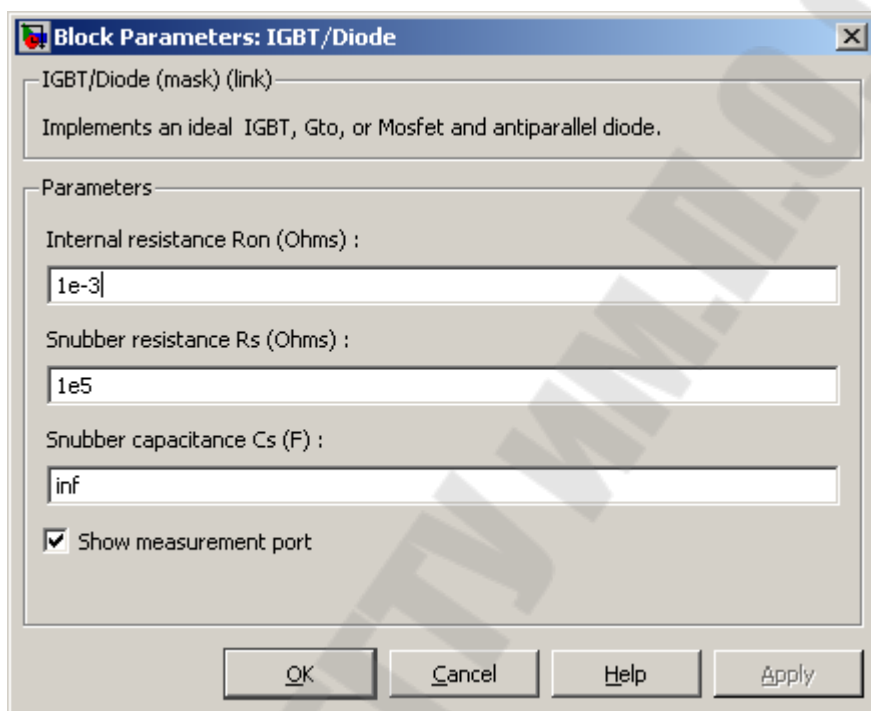 Block Parameters: IGBT/Diode
IGBT/Diode (mask) (link)
Implements an ideal IGBT, Gto, or Mosfet and antiparallel diode.
Parameters
Internal resistance Ron (Ohms) :
1e-3
Snubber resistance Rs (Ohms) :
1e5
Snubber capacitance Cs (F) :
inf
Show measurement port
OK Cancel Help Apply
ГТУ ИМ.П.О.